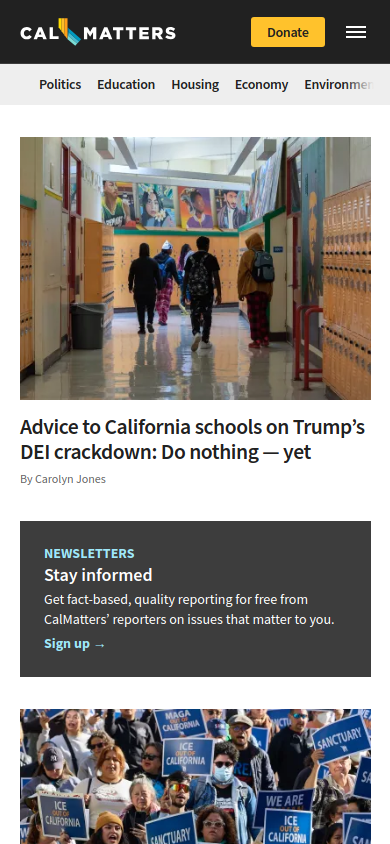 CAL MATTERS
Donate
Politics Education Housing Economy Environmen
Advice to California schools on Trump's
DEI crackdown: Do nothing — yet
By Carolyn Jones
NEWSLETTERS
Stay informed
Get fact-based, quality reporting for free from
CalMatters' reporters on issues that matter to you.
Sign up →
MAGA
OUT OF
CALIFORNIA
ICE
OUT OF
CALIFORNIA
SANCTUARY
ICE
OUT OF
CALIFORNIA
SANCTUARY
WE ARE
ICE
OUT OF
CALIFORNIA
SANCTUARY